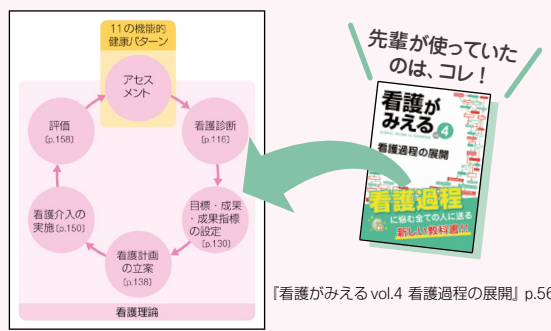 11の機能的
健康パターン
アセス
メント
看護診断
[p.116]
目標・成果
・成果指標
の設定
[p.130]
看護計画
の立案
[p.138]
看護介入の
実施[p.150]
評価
[p.158]
看護理論
先輩が使っていた
のは、コレ！
看護が
みえる
4
看護過程の展開
看護過程
に悩む全ての人に送る
新しい教科書!!
『看護がみえるvol.4 看護過程の展開』p.56